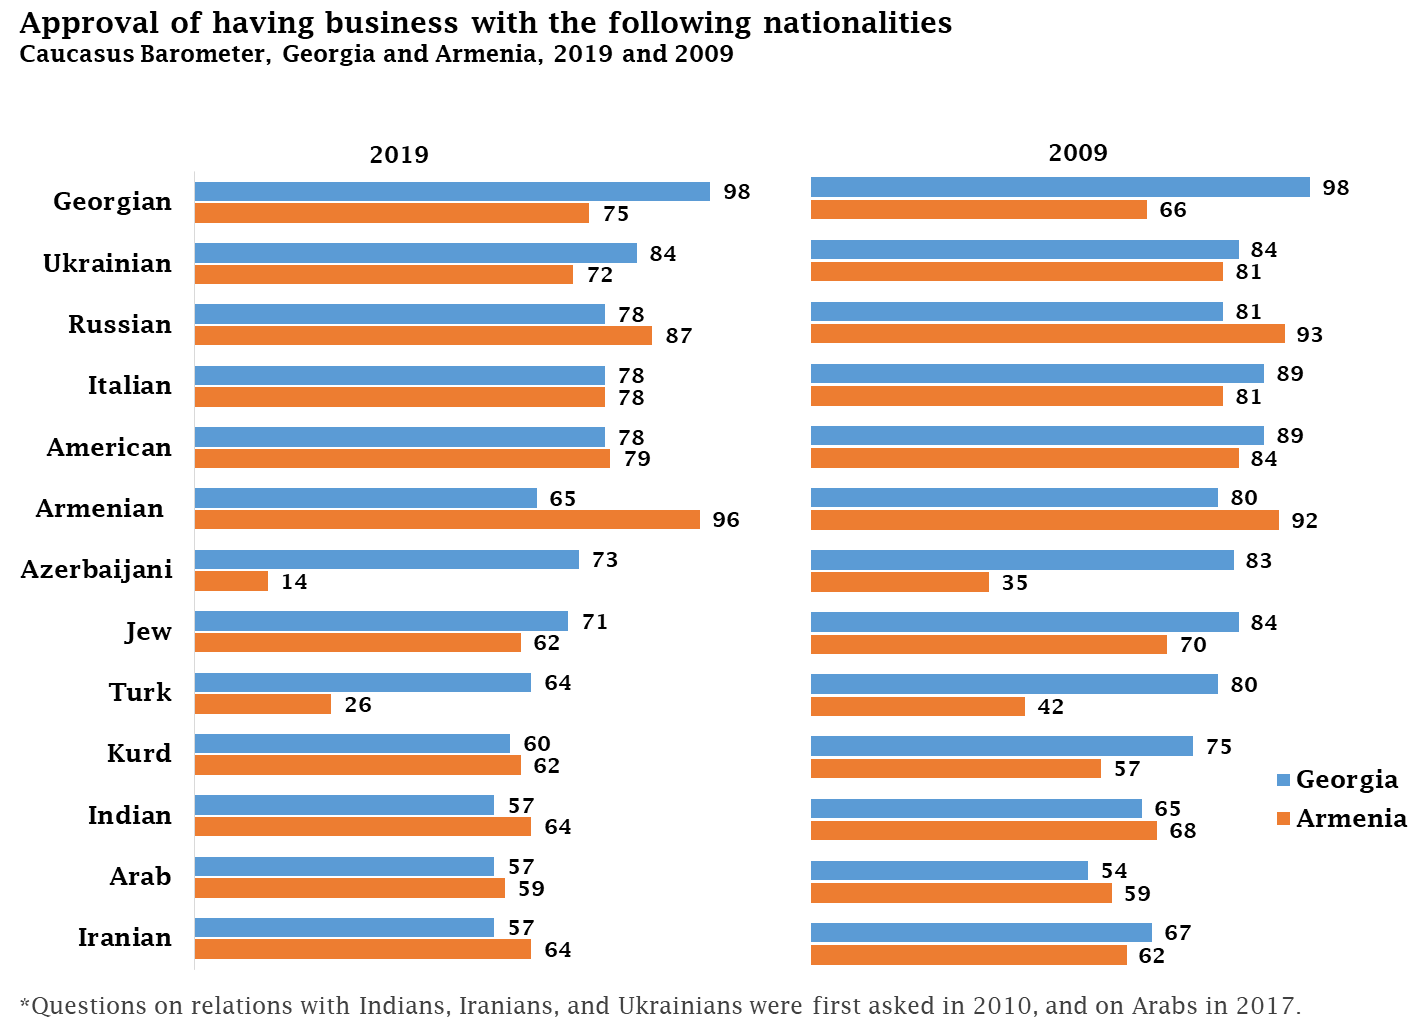 Approval of having business with the following nationalities
Caucasus Barometer, Georgia and Armenia, 2019 and 2009
2019
2009
Georgian 98 75 98 66
Ukrainian 84 72 84 81
Russian 78 87 81 93
Italian 78 78 89 81
American 78 79 89 84
Armenian 65 96 80 92
Azerbaijani 73 14 83 35
Jew 71 62 84 70
Turk 64 26 80 42
Kurd 60 62 75 57
Indian 57 64 65 68
Arab 57 59 54 59
Iranian 57 64 67 62
Georgia
Armenia
*Questions on relations with Indians, Iranians, and Ukrainians were first asked in 2010, and on Arabs in 2017.